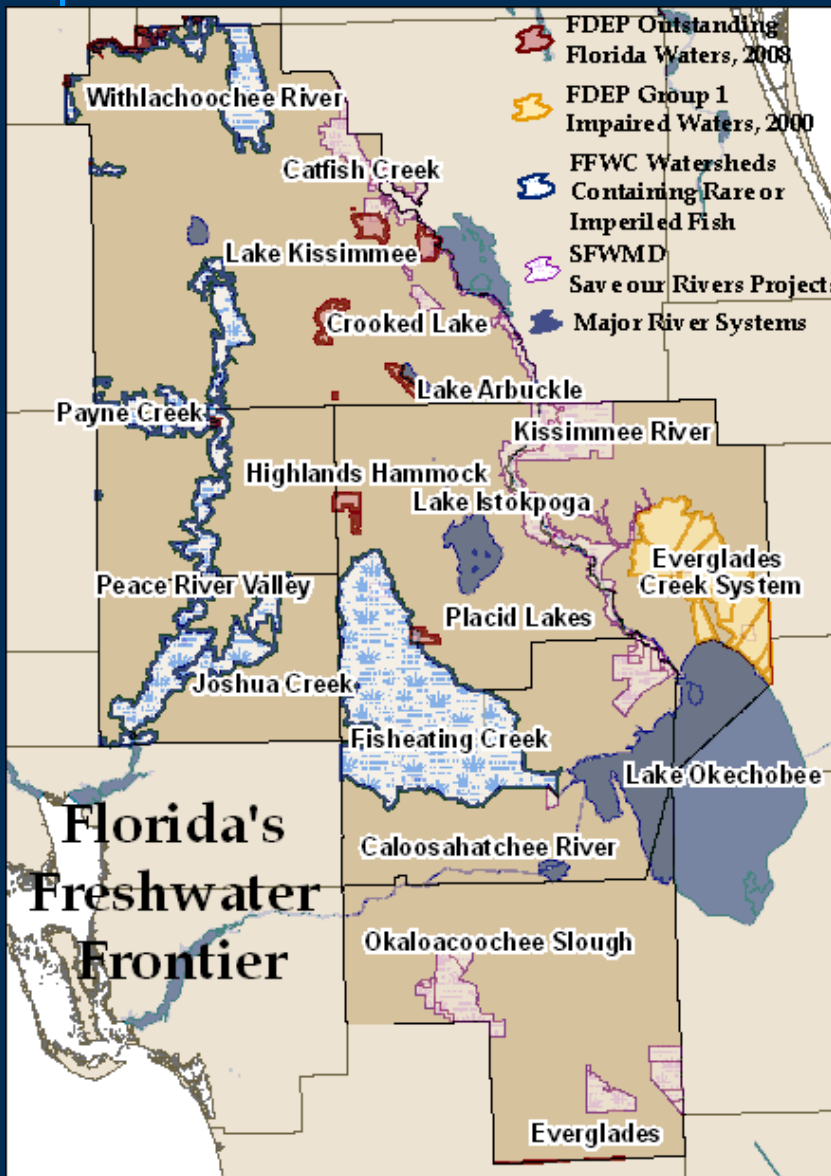 FDEP Outstanding
Florida Waters, 2008
FDEP Group 1
Impaired Waters, 2000
FFWC Watersheds
Containing Rare or
Imperiled Fish
SFWMD
Save our Rivers Projects
Major River Systems
Withlachoochee River
Catfish Creek
Lake Kissimmee
Crooked Lake
Lake Arbuckle
Payne Creek
Kissimmee River
Highlands Hammock
Lake Istokpoga
Everglades
Creek System
Peace River Valley
Placid Lakes
Joshua Creek
Fisheating Creek
Lake Okechobee
Florida's
Freshwater
Frontier
Caloosahatchee River
Okaloacoochee Slough
Everglades